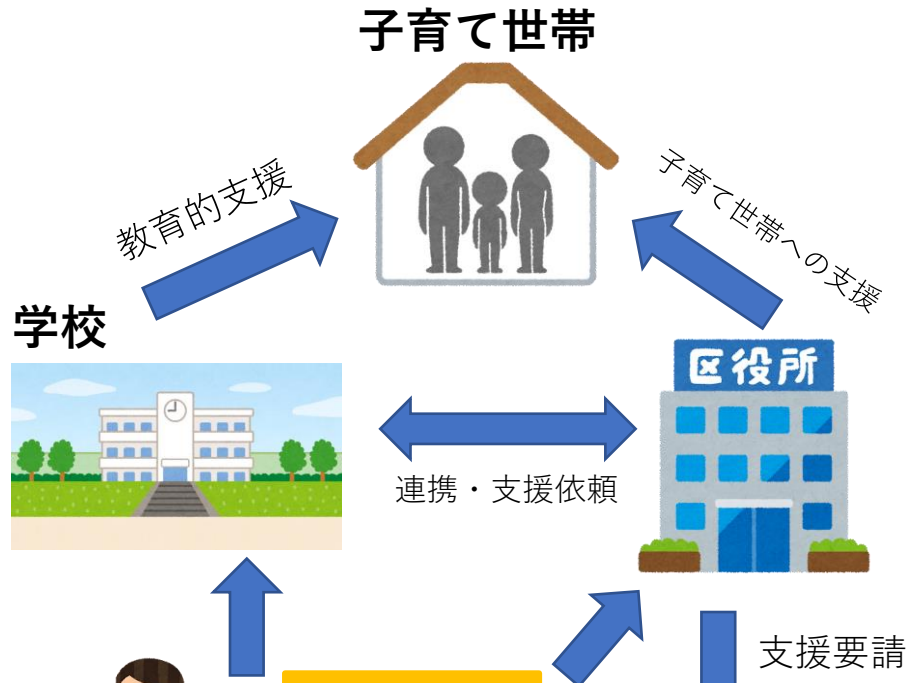 子育て世帯
教育的支援
子育て世帯への支援
学校
区役所
連携・支援依頼
支援要請